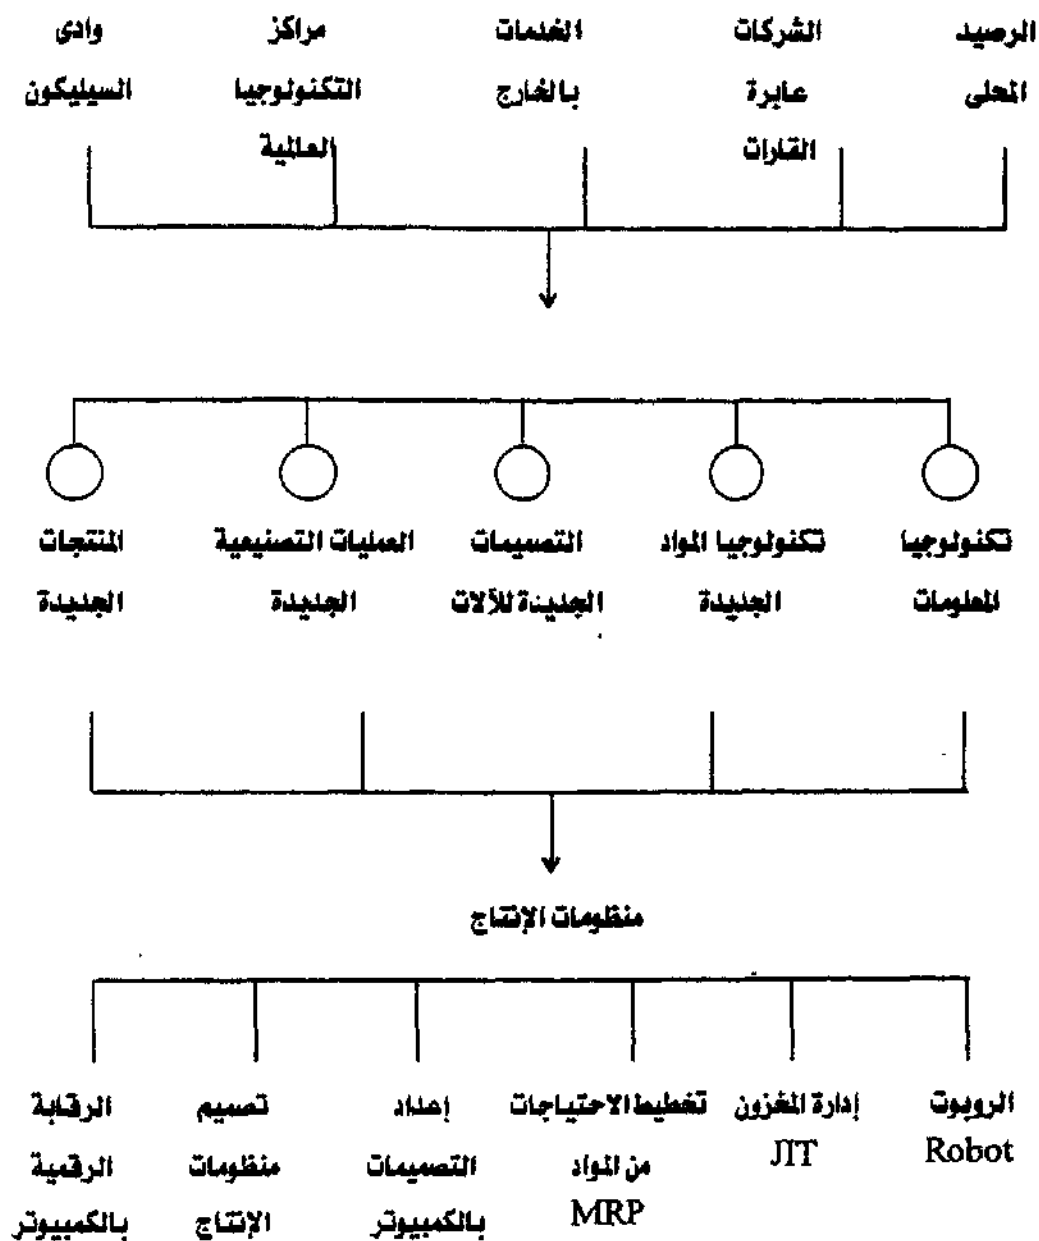 الرصيد
المحلى
الشركات
عابرة
القارات
الخدمات
بالخارج
مراكز
التكنولوجيا
العالمية
وادى
السيليكون
تكنولوجيا
المعلومات
تكنولوجيا المواد
الجديدة
التصميمات
الجديدة للآلات
العمليات التصنيعية
الجديدة
المنتجات
الجديدة
منظومات الإنتاج
الروبوت
Robot
إدارة المخزون
JIT
تخطيط الاحتياجات
من المواد
MRP
إعداد
التصميمات
بالكمبيوتر
تصميم
منظومات
الإنتاج
الرقابة
الرقمية
بالكمبيوتر